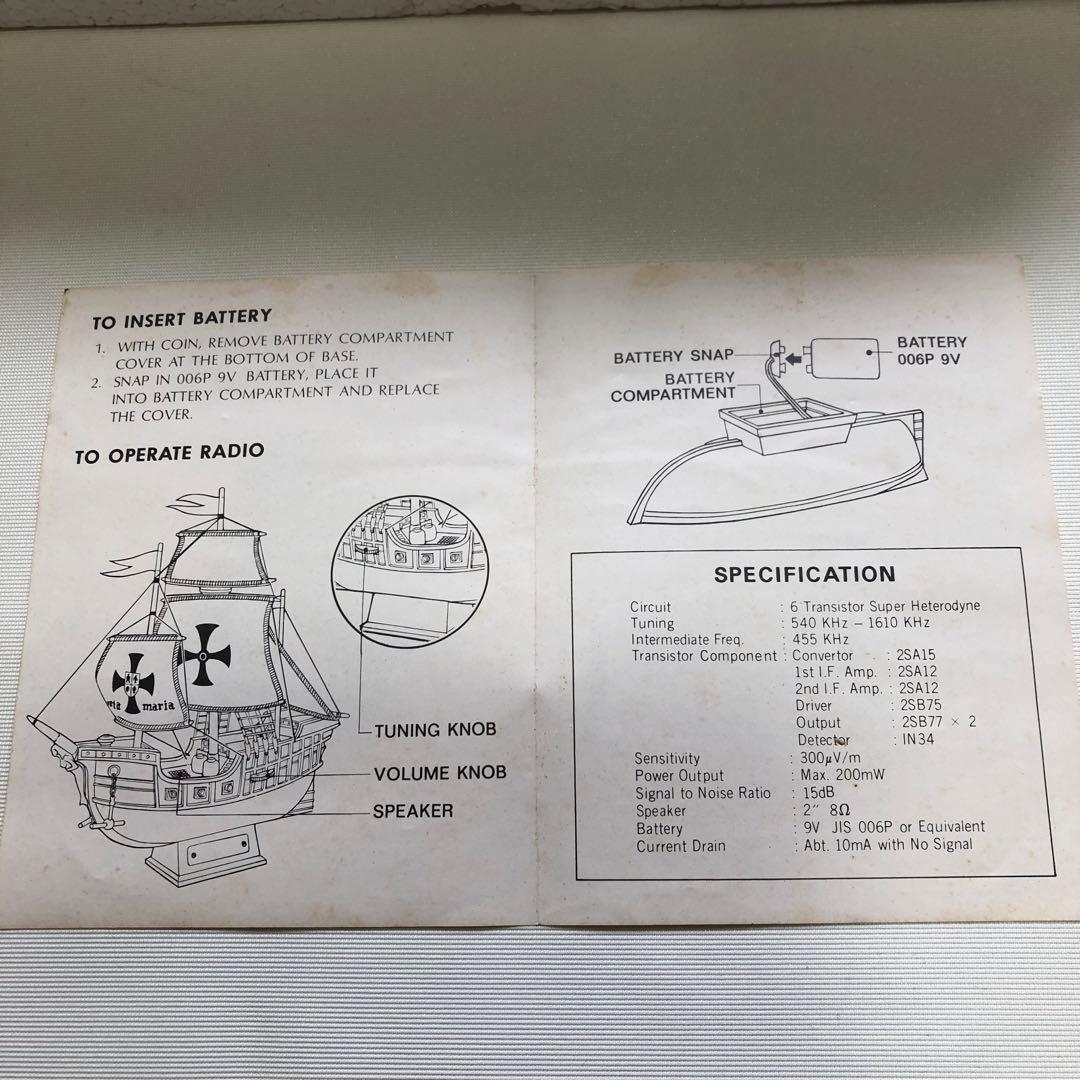 TO INSERT BATTERY
1. WITH COIN, REMOVE BATTERY COMPARTMENT
COVER AT THE BOTTOM OF BASE.
2. SNAP IN 006P 9V BATTERY, PLACE IT
INTO BATTERY COMPARTMENT AND REPLACE
THE COVER.
TO OPERATE RADIO
maria
TUNING KNOB
VOLUME KNOB
SPEAKER
BATTERY SNAP
BATTERY
006P 9V
BATTERY
COMPARTMENT
SPECIFICATION
Circuit : 6 Transistor Super Heterodyne
Tuning : 540 KHz – 1610 KHz
Intermediate Freq. : 455 KHz
Transistor Component : Convertor : 2SA15
1st I.F. Amp. : 2SA12
2nd I.F. Amp. : 2SA12
Driver : 2SB75
Output : 2SB77 × 2
Detector : IN34
Sensitivity : 300μV/m
Power Output : Max. 200mW
Signal to Noise Ratio : 15dB
Speaker : 2" 8Ω
Battery : 9V JIS 006P or Equivalent
Current Drain : Abt. 10mA with No Signal